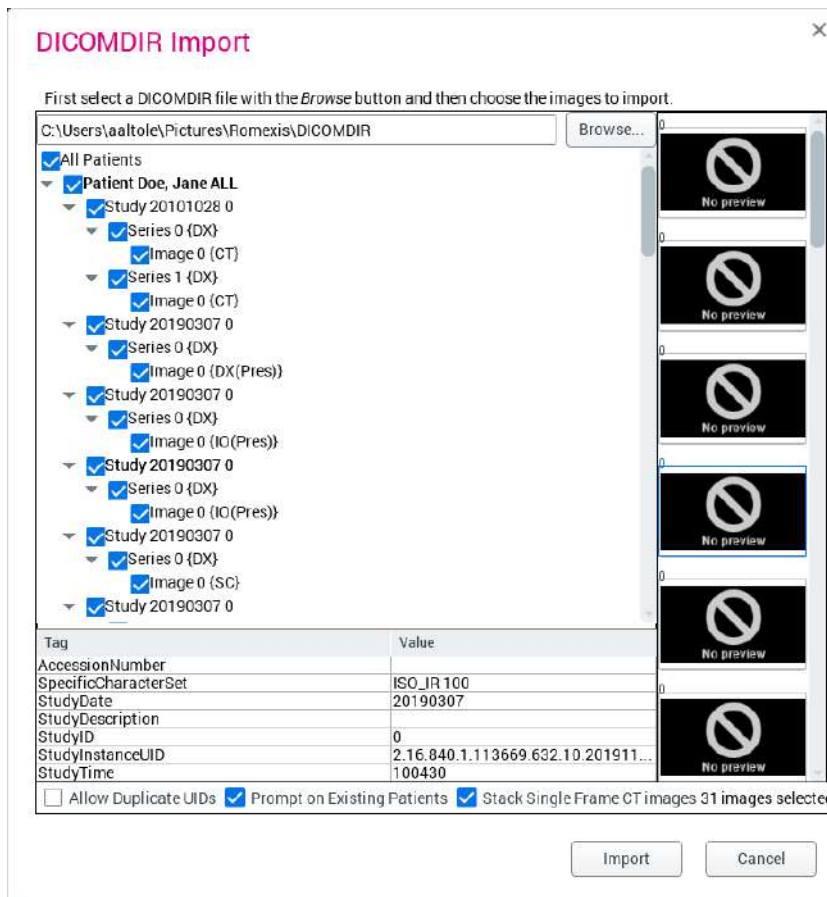 DICOMDIR Import
First select a DICOMDIR file with the Browse button and then choose the images to import.
C:\Users\aaltole\Pictures\Romexis\DICOMDIR
Browse...
All Patients
Patient Doe, Jane ALL
Study 20101028 0
Series 0 {DX}
Image 0 {CT}
Series 1 {DX}
Image 0 {CT}
Study 20190307 0
Series 0 {DX}
Image 0 {DX(Pres)}
Study 20190307 0
Series 0 {DX}
Image 0 {IO(Pres)}
Study 20190307 0
Series 0 {DX}
Image 0 {IO(Pres)}
Study 20190307 0
Series 0 {DX}
Image 0 {SC}
Study 20190307 0
0
No preview
0
No preview
0
No preview
0
No preview
0
No preview
0
No preview
Tag Value
AccessionNumber
SpecificCharacterSet ISO_IR 100
StudyDate 20190307
StudyDescription
StudyID 0
StudyInstanceUID 2.16.840.1.113669.632.10.201911...
StudyTime 100430
Allow Duplicate UIDs Prompt on Existing Patients Stack Single Frame CT images 31 images selected
Import Cancel